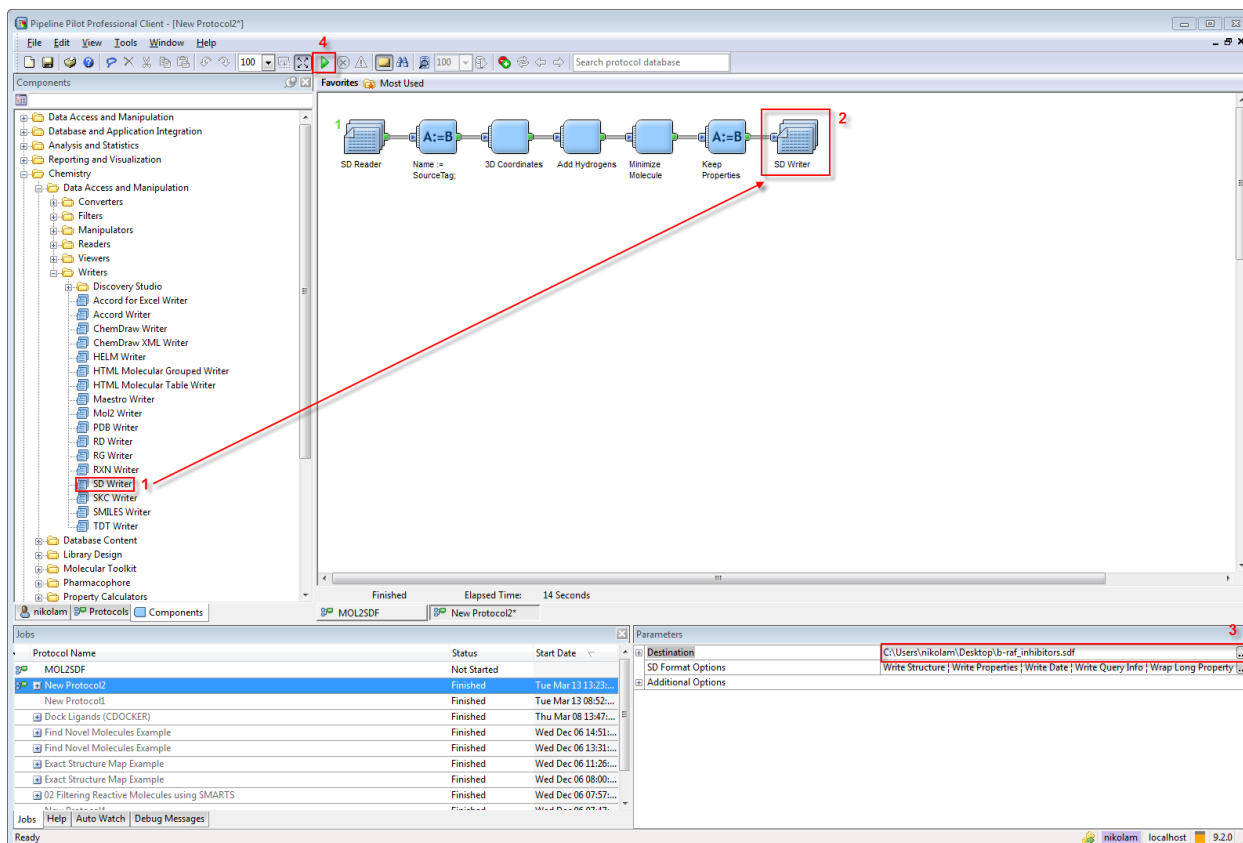 Pipeline Pilot Professional Client - [New Protocol2*]
File Edit View Tools Window Help
4
100
100
Search protocol database
Components
Favorites Most Used
Data Access and Manipulation
Database and Application Integration
Analysis and Statistics
Reporting and Visualization
Chemistry
Data Access and Manipulation
Converters
Filters
Manipulators
Readers
Viewers
Writers
Discovery Studio
Accord for Excel Writer
Accord Writer
ChemDraw Writer
ChemDraw XML Writer
HELM Writer
HTML Molecular Grouped Writer
HTML Molecular Table Writer
Maestro Writer
Mol2 Writer
PDB Writer
RD Writer
RG Writer
RXN Writer
SD Writer 1
SKC Writer
SMILES Writer
TDT Writer
Database Content
Library Design
Molecular Toolkit
Pharmacophore
Property Calculators
nikolam Protocols Components
1
2
A:=B
A:=B
SD Reader
Name := SourceTag;
3D Coordinates
Add Hydrogens
Minimize Molecule
Keep Properties
SD Writer
Finished Elapsed Time: 14 Seconds
MOL2SDF New Protocol2*
Jobs
Protocol Name Status Start Date
MOL2SDF Not Started
New Protocol2 Finished Tue Mar 13 13:23:...
New Protocol1 Finished Tue Mar 13 08:52:...
Dock Ligands (CDOCKER) Finished Thu Mar 08 13:47:...
Find Novel Molecules Example Finished Wed Dec 06 14:51:...
Find Novel Molecules Example Finished Wed Dec 06 13:31:...
Exact Structure Map Example Finished Wed Dec 06 11:26:...
Exact Structure Map Example Finished Wed Dec 06 08:00:...
02 Filtering Reactive Molecules using SMARTS Finished Wed Dec 06 07:57:...
Jobs Help Auto Watch Debug Messages
Parameters
3
Destination C:\Users\nikolam\Desktop\b-raf_inhibitors.sdf ...
SD Format Options Write Structure ¦ Write Properties ¦ Write Date ¦ Write Query Info ¦ Wrap Long Property ...
Additional Options
Ready
nikolam localhost 9.2.0